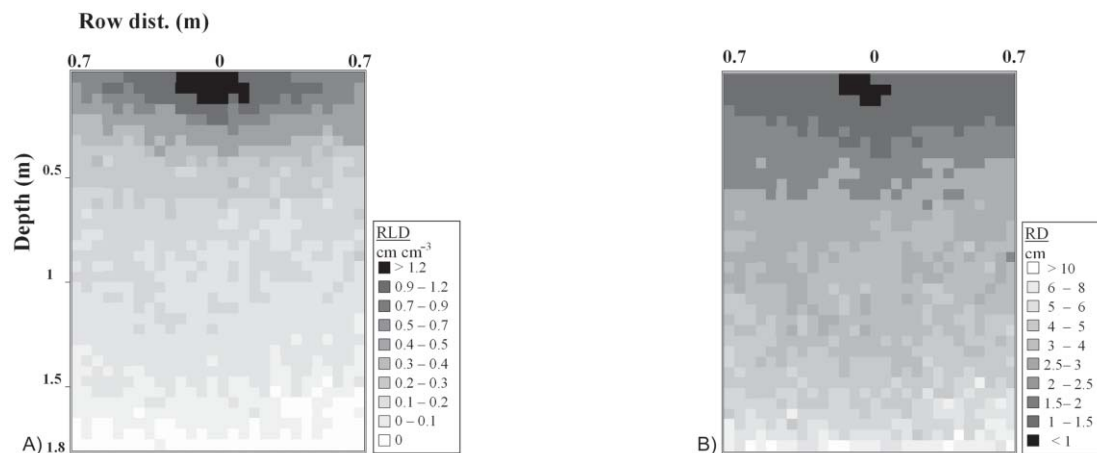 Row dist. (m)
0.7 0 0.7
Depth (m)
0.5
1
1.5
1.8
RLD
cm cm⁻³
> 1.2
0.9 – 1.2
0.7 – 0.9
0.5 – 0.7
0.4 – 0.5
0.3 – 0.4
0.2 – 0.3
0.1 – 0.2
0 – 0.1
0
A)
0.7 0 0.7
RD
cm
> 10
6 – 8
5 – 6
4 – 5
3 – 4
2.5 – 3
2 – 2.5
1.5 – 2
1 – 1.5
< 1
B)